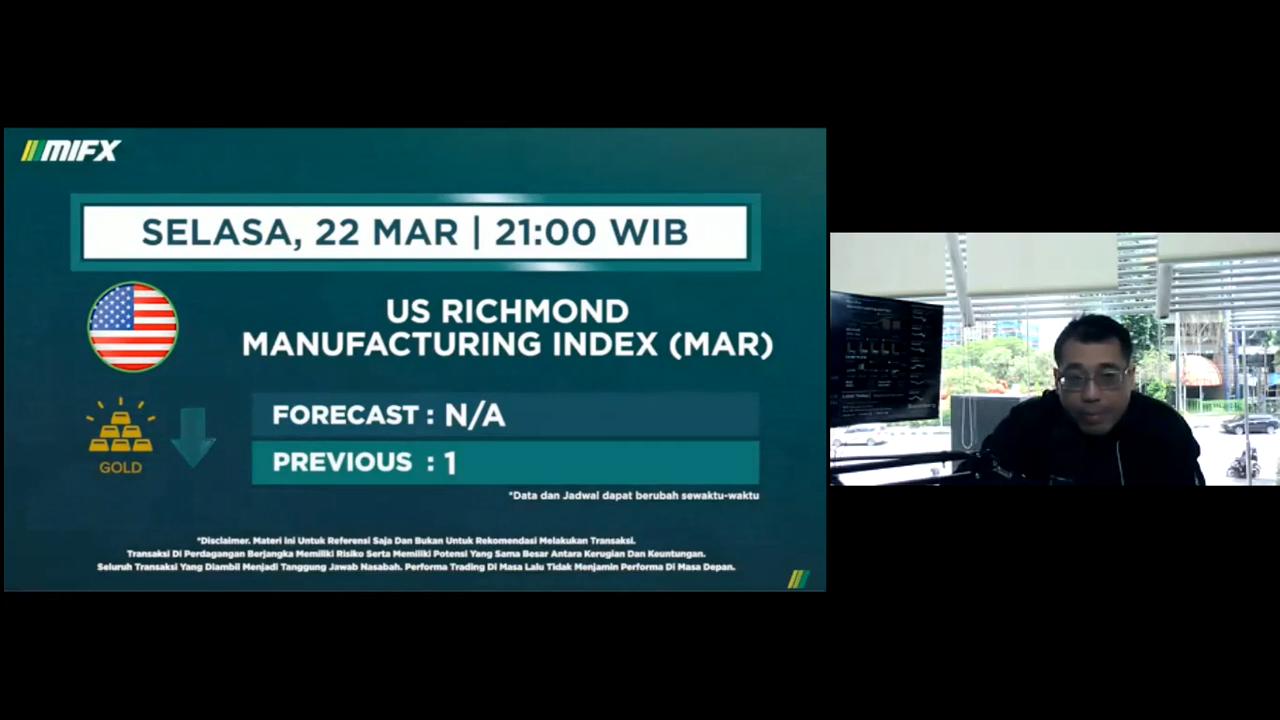 MIFX
SELASA, 22 MAR | 21:00 WIB
US RICHMOND
MANUFACTURING INDEX (MAR)
GOLD
FORECAST : N/A
PREVIOUS : 1
*Data dan Jadwal dapat berubah sewaktu-waktu
*Disclaimer. Materi ini Untuk Referensi Saja Dan Bukan Untuk Rekomendasi Melakukan Transaksi.
Transaksi Di Perdagangan Berjangka Memiliki Risiko Serta Memiliki Potensi Yang Sama Besar Antara Kerugian Dan Keuntungan.
Seluruh Transaksi Yang Diambil Menjadi Tanggung Jawab Nasabah. Performa Trading Di Masa Lalu Tidak Menjamin Performa Di Masa Depan.